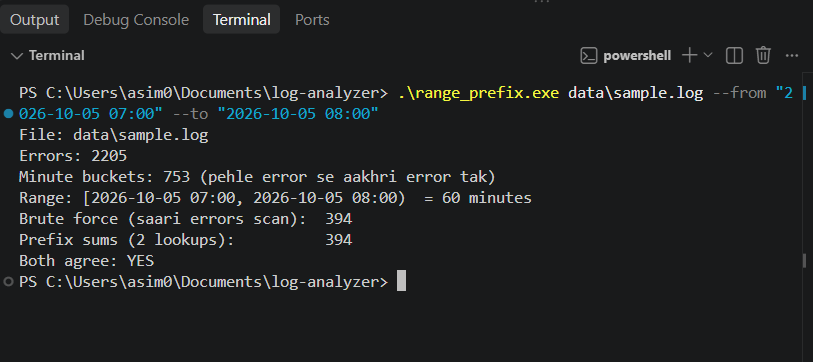 Output Debug Console Terminal Ports
Terminal powershell
PS C:\Users\asim0\Documents\log-analyzer> .\range_prefix.exe data\sample.log --from "2
026-10-05 07:00" --to "2026-10-05 08:00"
File: data\sample.log
Errors: 2205
Minute buckets: 753 (pehle error se aakhri error tak)
Range: [2026-10-05 07:00, 2026-10-05 08:00)  = 60 minutes
Brute force (saari errors scan):  394
Prefix sums (2 lookups):          394
Both agree: YES
PS C:\Users\asim0\Documents\log-analyzer>